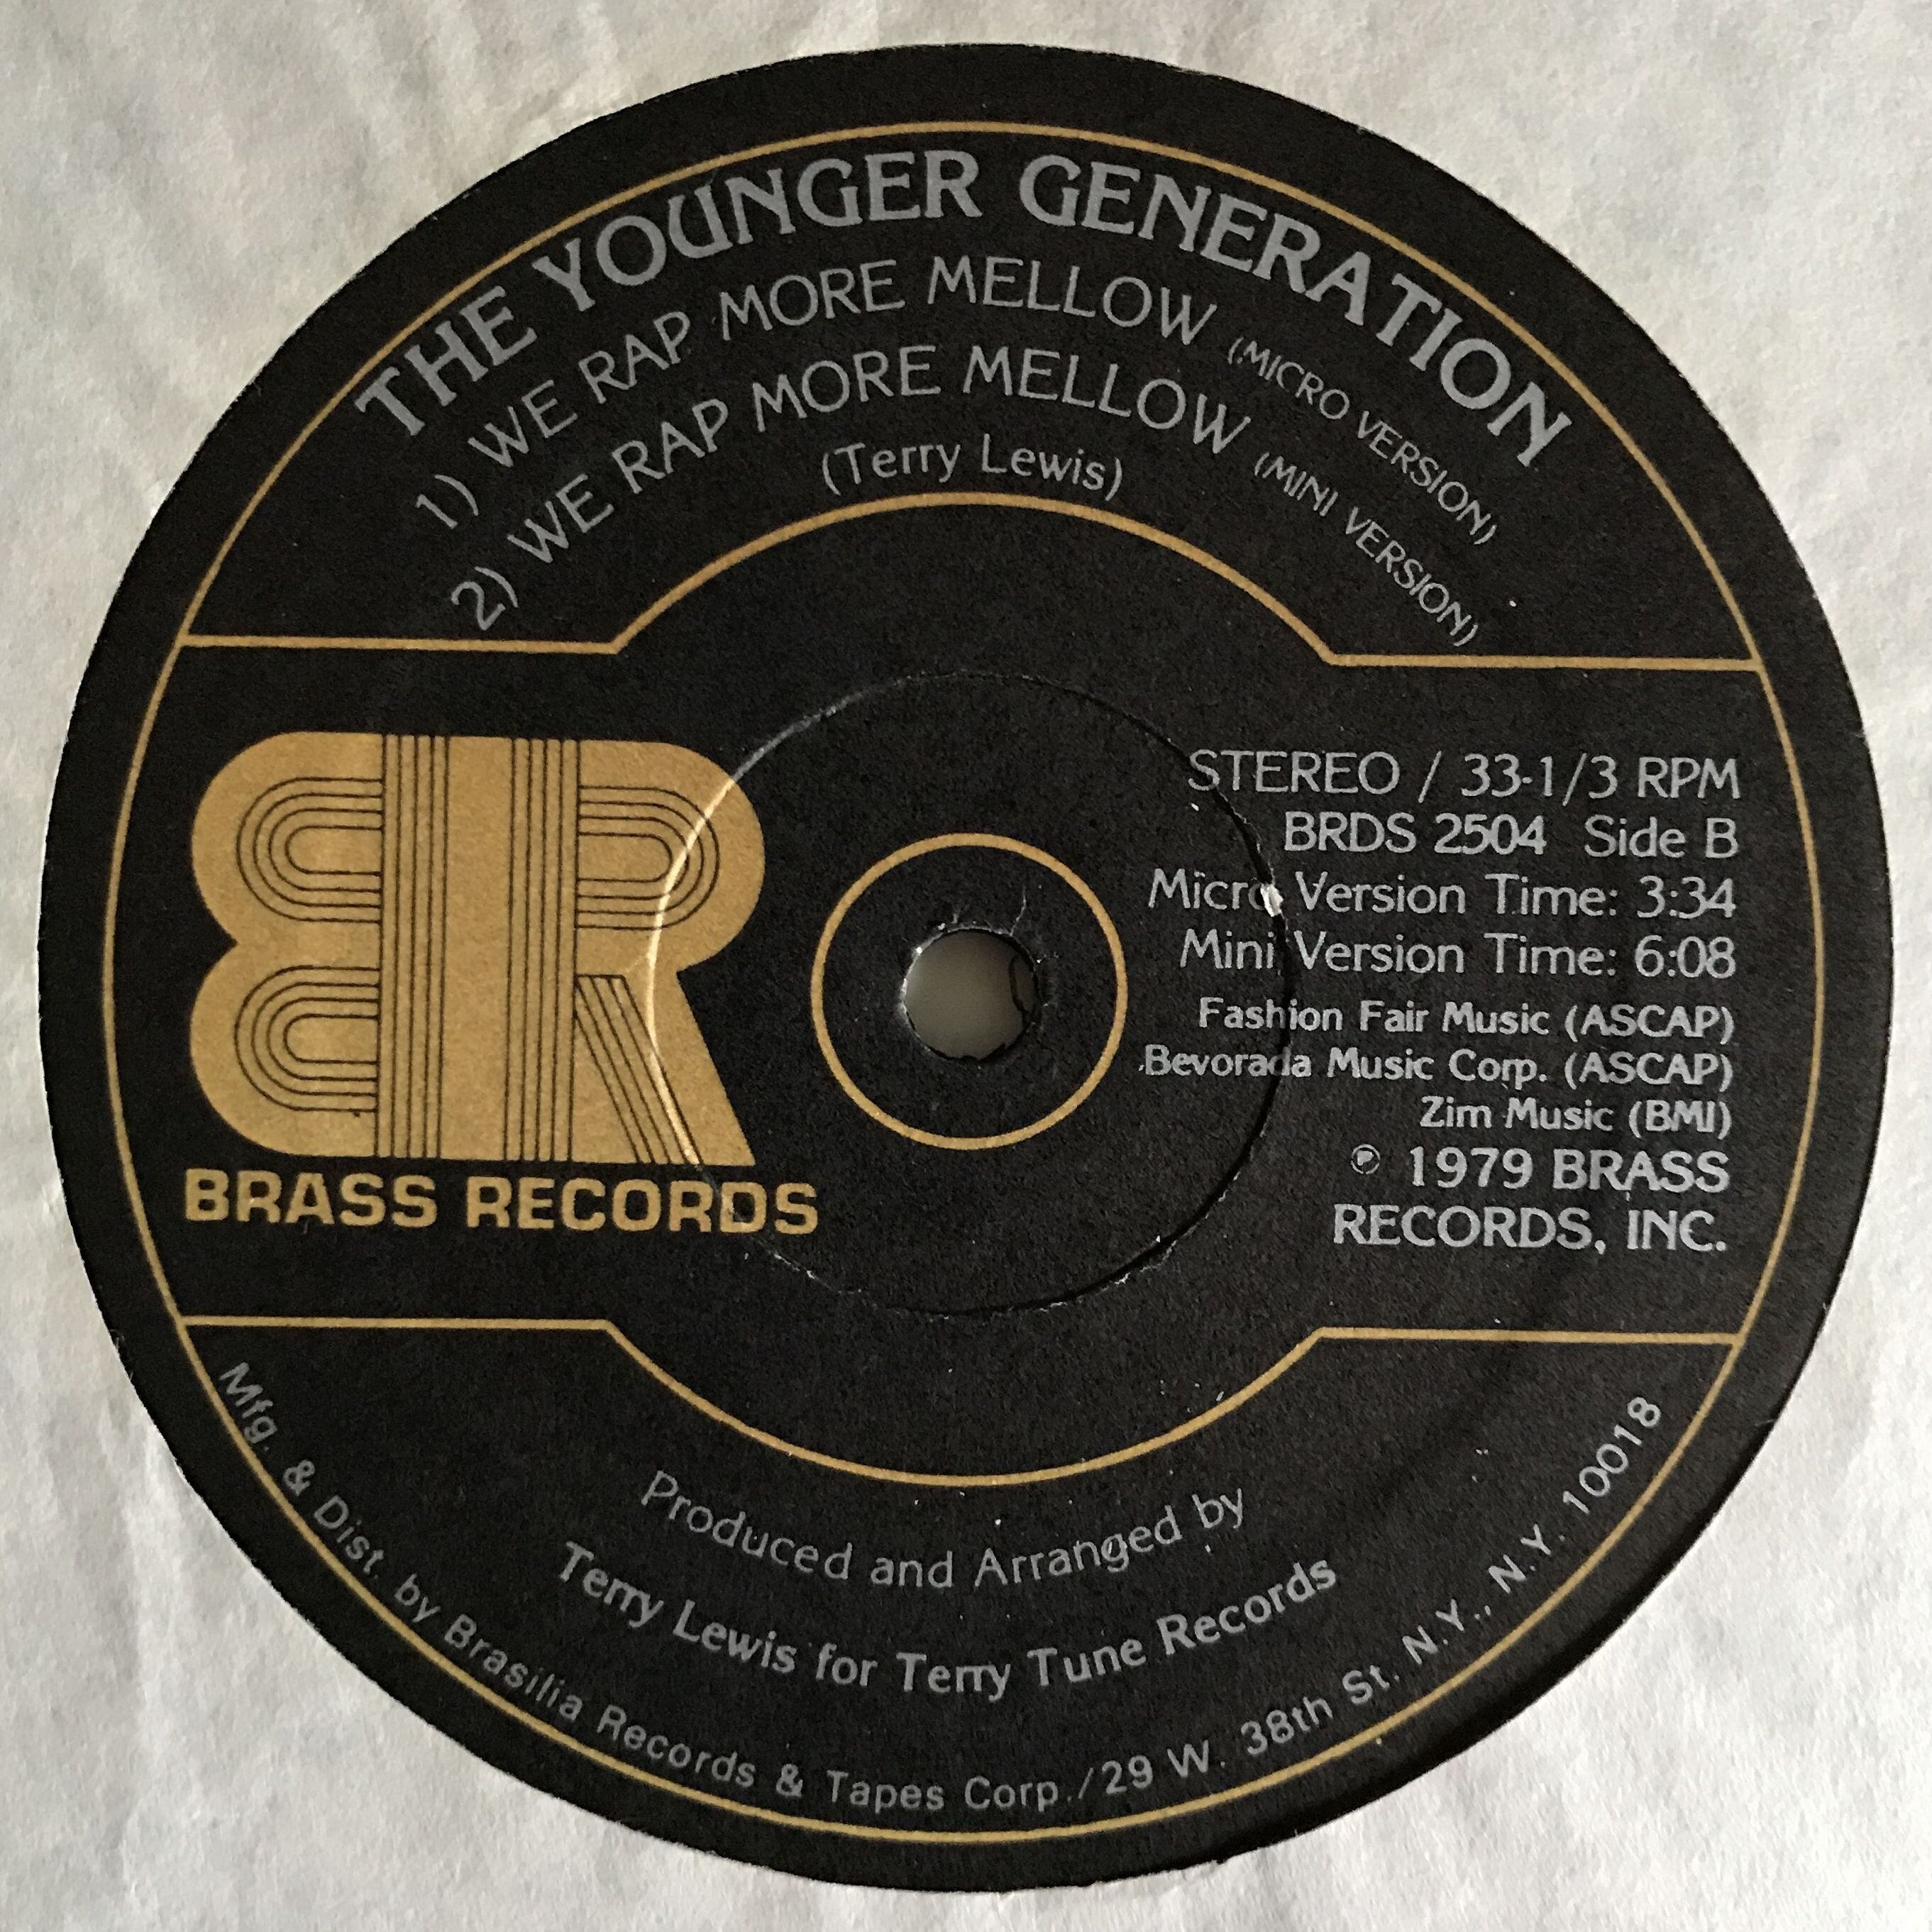 THE YOUNGER GENERATION
1) WE RAP MORE MELLOW (MICRO VERSION)
2) WE RAP MORE MELLOW (MINI VERSION)
(Terry Lewis)
BR
BRASS RECORDS
STEREO / 33-1/3 RPM
BRDS 2504 Side B
Micro Version Time: 3:34
Mini Version Time: 6:08
Fashion Fair Music (ASCAP)
Bevorada Music Corp. (ASCAP)
Zim Music (BMI)
℗ 1979 BRASS
RECORDS, INC.
Produced and Arranged by
Terry Lewis for Terry Tune Records
Mfg. & Dist. by Brasilia Records & Tapes Corp./29 W. 38th St. N.Y., N.Y. 10018